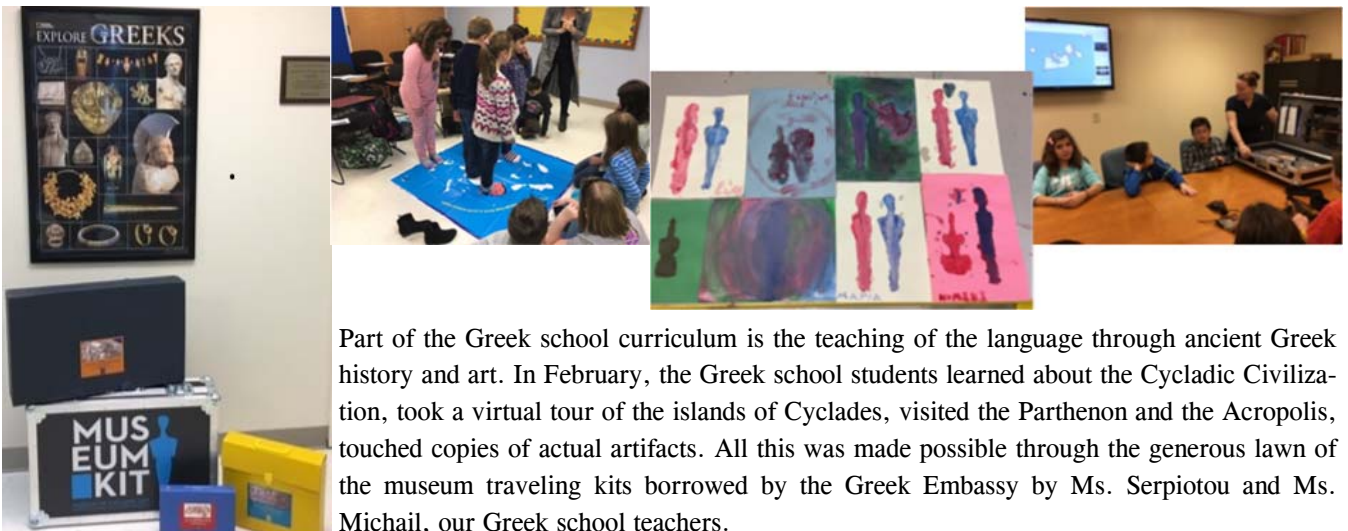 EXPLORE GREEKS
MUS
EUM
KIT
ΜΑΡΙΑ
Part of the Greek school curriculum is the teaching of the language through ancient Greek
history and art. In February, the Greek school students learned about the Cycladic Civiliza-
tion, took a virtual tour of the islands of Cyclades, visited the Parthenon and the Acropolis,
touched copies of actual artifacts. All this was made possible through the generous lawn of
the museum traveling kits borrowed by the Greek Embassy by Ms. Serpiotou and Ms.
Michail, our Greek school teachers.